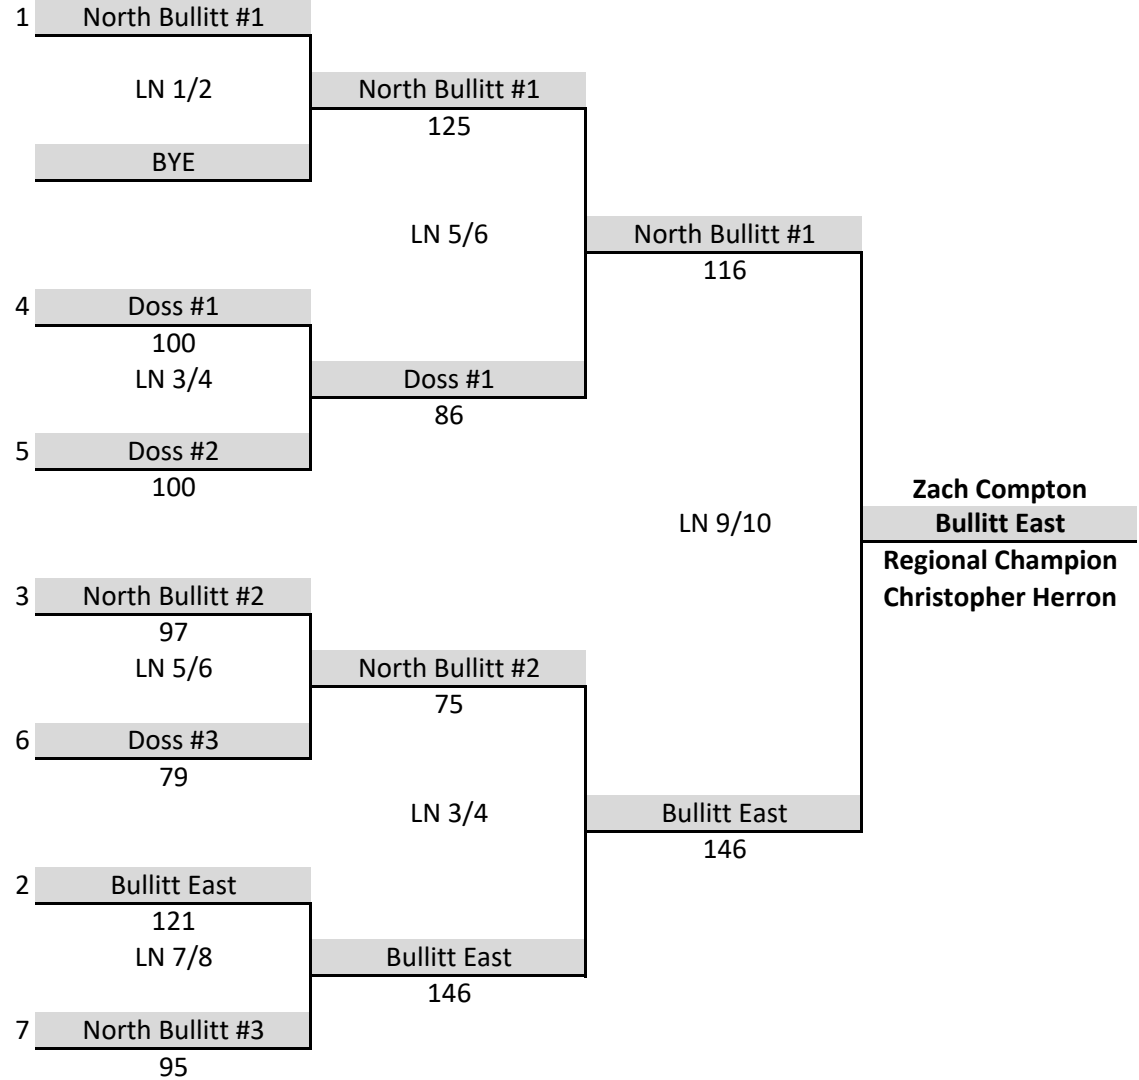 1 North Bullitt #1
LN 1/2
North Bullitt #1
125
BYE
LN 5/6
North Bullitt #1
116
4 Doss #1
100
LN 3/4
Doss #1
86
5 Doss #2
100
Zach Compton
LN 9/10
Bullitt East
Regional Champion
Christopher Herron
3 North Bullitt #2
97
LN 5/6
North Bullitt #2
75
6 Doss #3
79
LN 3/4
Bullitt East
146
2 Bullitt East
121
LN 7/8
Bullitt East
146
7 North Bullitt #3
95